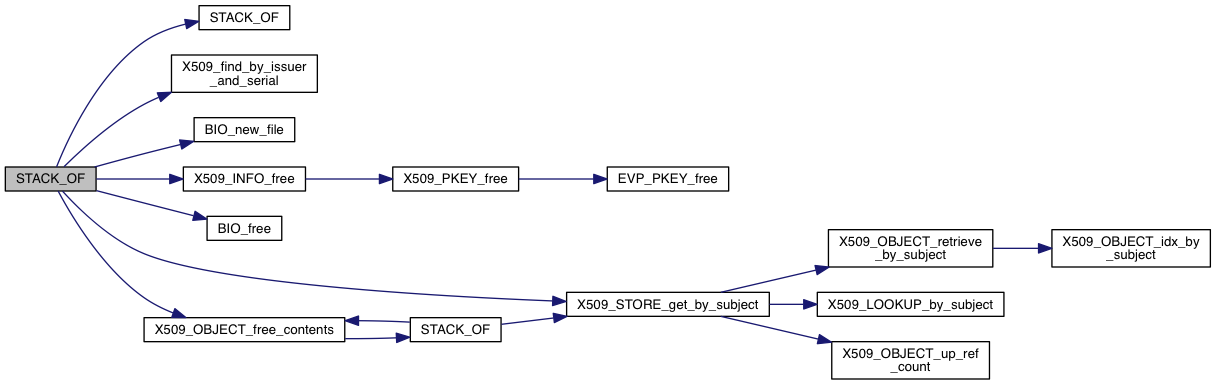 STACK_OF
X509_find_by_issuer
_and_serial
BIO_new_file
STACK_OF
X509_INFO_free
X509_PKEY_free
EVP_PKEY_free
BIO_free
X509_OBJECT_retrieve
_by_subject
X509_OBJECT_idx_by
_subject
X509_STORE_get_by_subject
X509_LOOKUP_by_subject
X509_OBJECT_free_contents
STACK_OF
X509_OBJECT_up_ref
_count